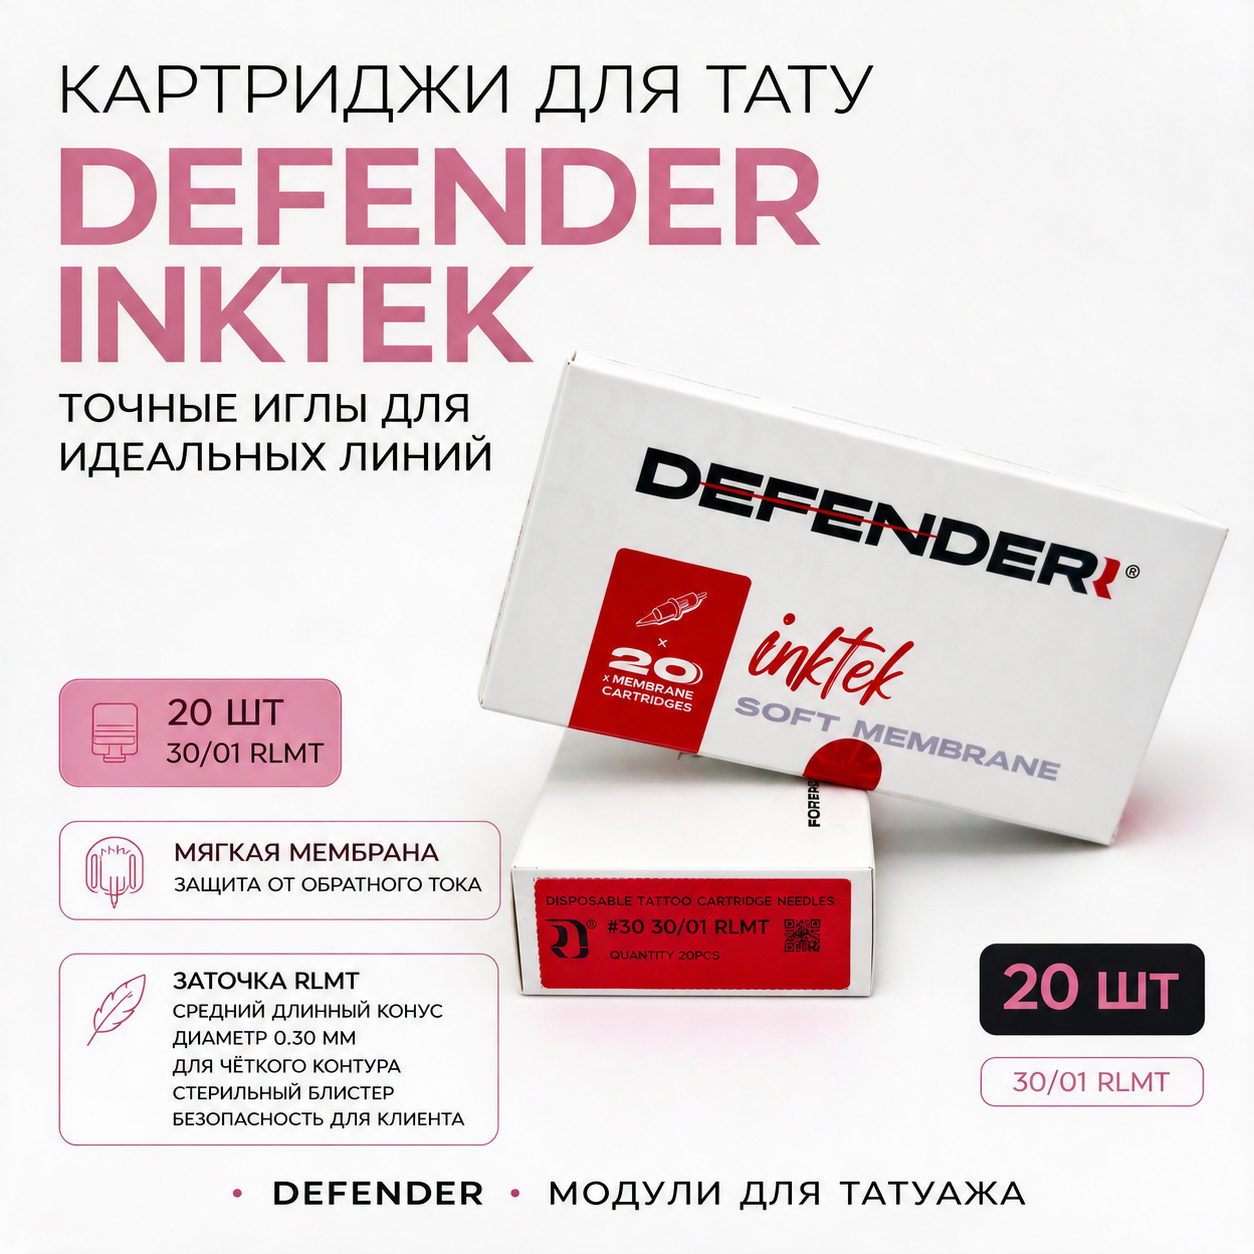 КАРТРИДЖИ ДЛЯ ТАТУ
DEFENDER
INKTEK
ТОЧНЫЕ ИГЛЫ ДЛЯ
ИДЕАЛЬНЫХ ЛИНИЙ
DEFENDER ®
x
20
x MEMBRANE
CARTRIDGES
inktek
SOFT MEMBRANE
20 ШТ
30/01 RLMT
МЯГКАЯ МЕМБРАНА
ЗАЩИТА ОТ ОБРАТНОГО ТОКА
ЗАТОЧКА RLMT
СРЕДНИЙ ДЛИННЫЙ КОНУС
ДИАМЕТР 0.30 ММ
ДЛЯ ЧЁТКОГО КОНТУРА
СТЕРИЛЬНЫЙ БЛИСТЕР
БЕЗОПАСНОСТЬ ДЛЯ КЛИЕНТА
DISPOSABLE TATTOO CARTRIDGE NEEDLES
®
#30 30/01 RLMT
QUANTITY 20PCS
20 ШТ
30/01 RLMT
• DEFENDER • МОДУЛИ ДЛЯ ТАТУАЖА